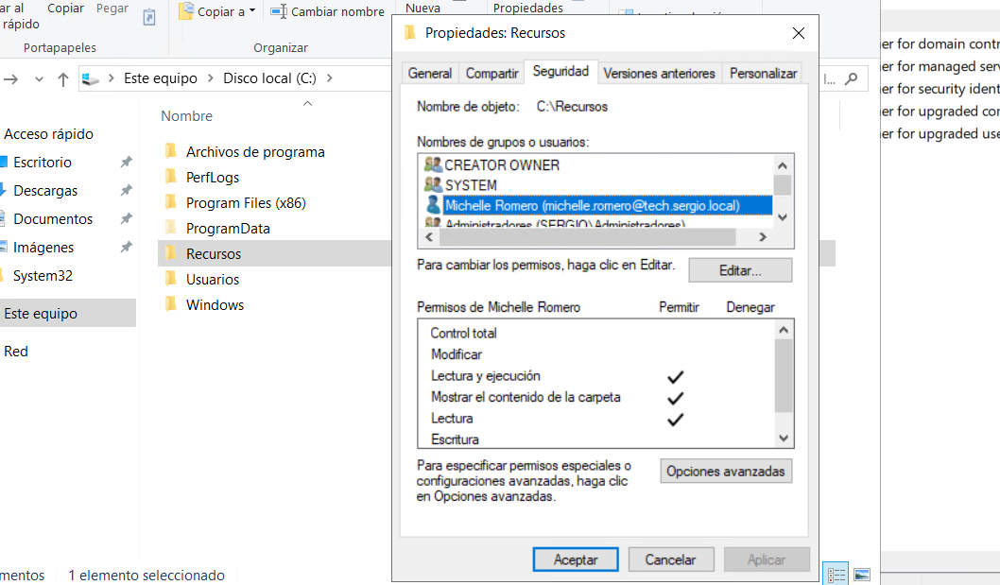 ar al
rápido
Copiar
Pegar
Copiar a
Cambiar nombre
Nueva
Propiedades
Portapapeles
Organizar
Este equipo
Disco local (C:)
Nombre
Acceso rápido
Escritorio
Descargas
Documentos
Imágenes
System32
Este equipo
Red
Archivos de programa
PerfLogs
Program Files (x86)
ProgramData
Recursos
Usuarios
Windows
mentos
1 elemento seleccionado
Propiedades: Recursos
General
Compartir
Seguridad
Versiones anteriores
Personalizar
Nombre de objeto: C:\Recursos
Nombres de grupos o usuarios:
CREATOR OWNER
SYSTEM
Michelle Romero (michelle.romero@tech.sergio.local)
Administradores (SERGIO\Administradores)
Para cambiar los permisos, haga clic en Editar.
Editar...
Permisos de Michelle Romero Permitir Denegar
Control total
Modificar
Lectura y ejecución
Mostrar el contenido de la carpeta
Lectura
Escritura
Para especificar permisos especiales o
configuraciones avanzadas, haga clic
en Opciones avanzadas.
Opciones avanzadas
Aceptar
Cancelar
Aplicar
I...
er for domain contr
er for managed serv
er for security ident
er for upgraded con
er for upgraded use